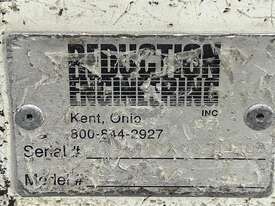 REDUCTION
ENGINEERING
INC
Kent, Ohio
800-844-2927
Serial #
Model #